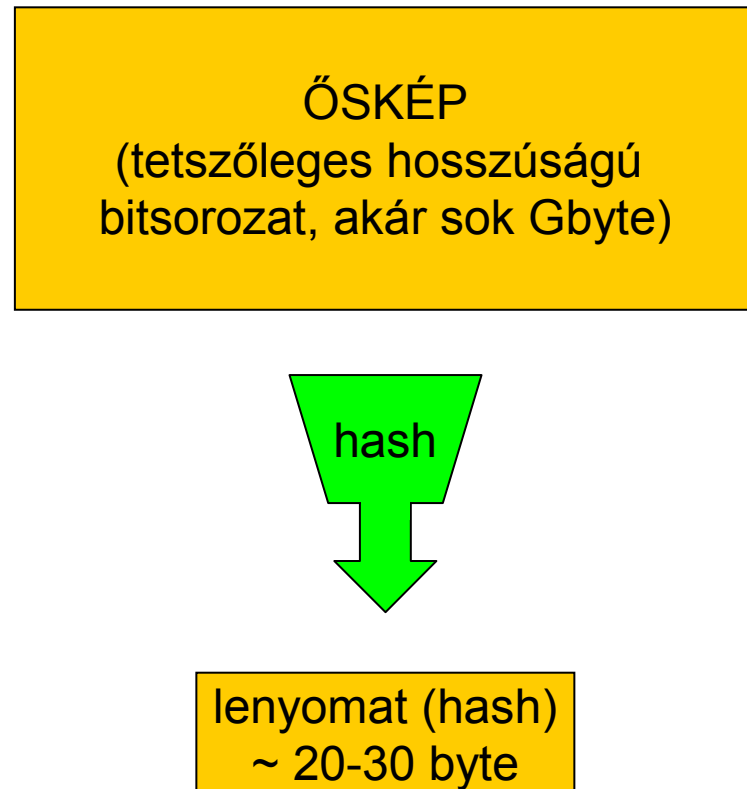 ŐSKÉP
(tetszőleges hosszúságú
bitsorozat, akár sok Gbyte)
hash
lenyomat (hash)
~ 20-30 byte